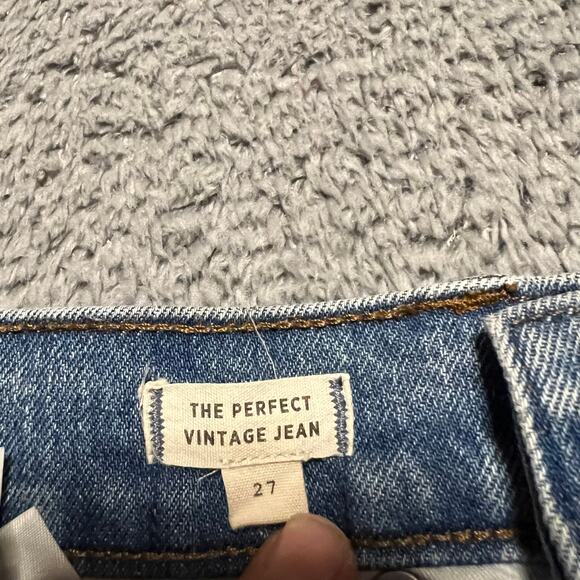 THE PERFECT
VINTAGE JEAN
27